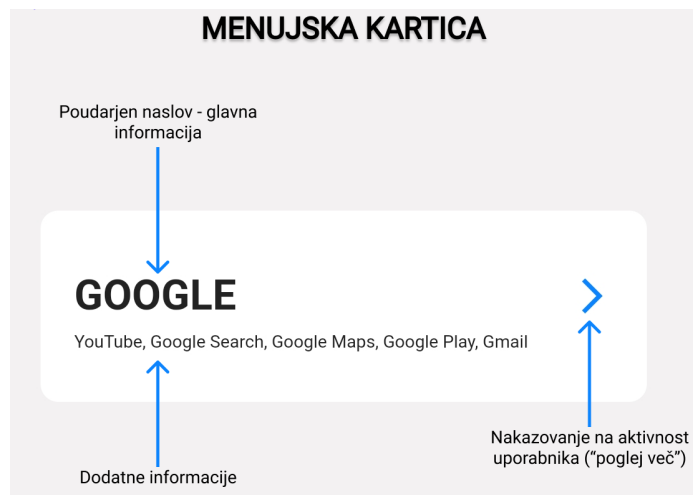 MENUJSKA KARTICA
Poudarjen naslov - glavna
informacija
GOOGLE
YouTube, Google Search, Google Maps, Google Play, Gmail
Nakazovanje na aktivnost
uporabnika (“poglej več”)
Dodatne informacije